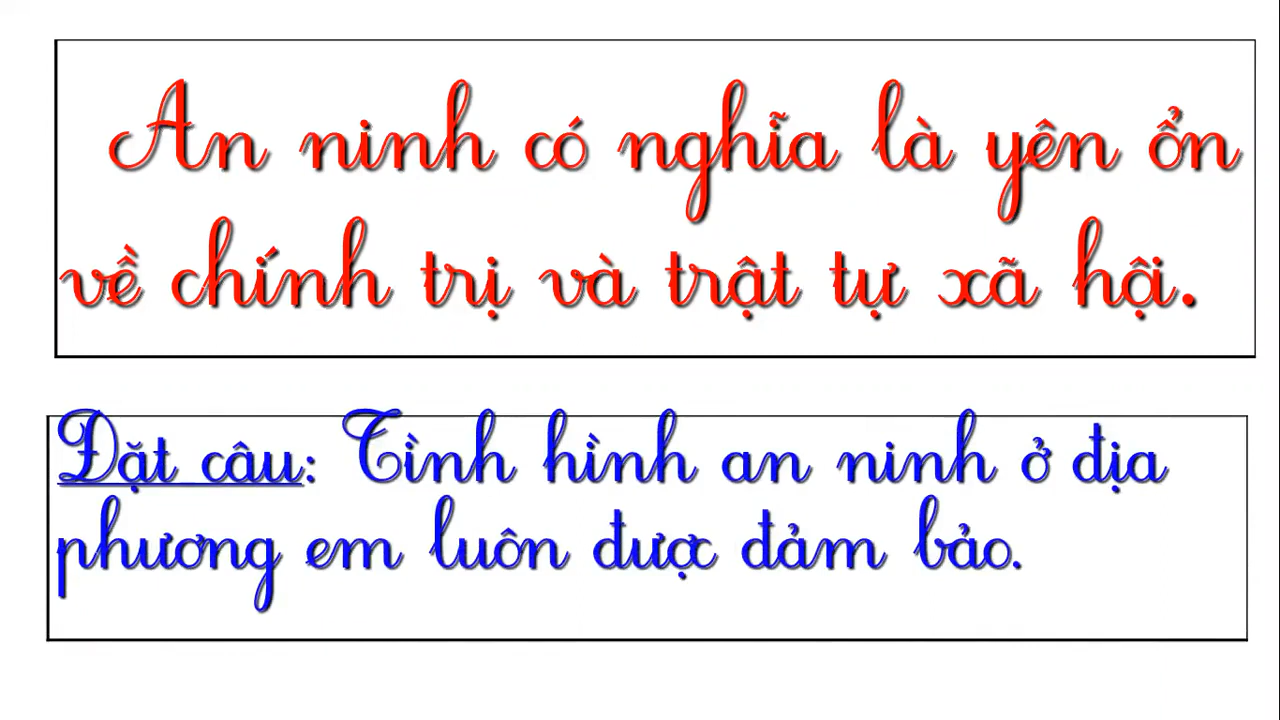 An ninh có nghĩa là yên ổn
về chính trị và trật tự xã hội.
Đặt câu: Tình hình an ninh ở địa
phương em luôn được đảm bảo.